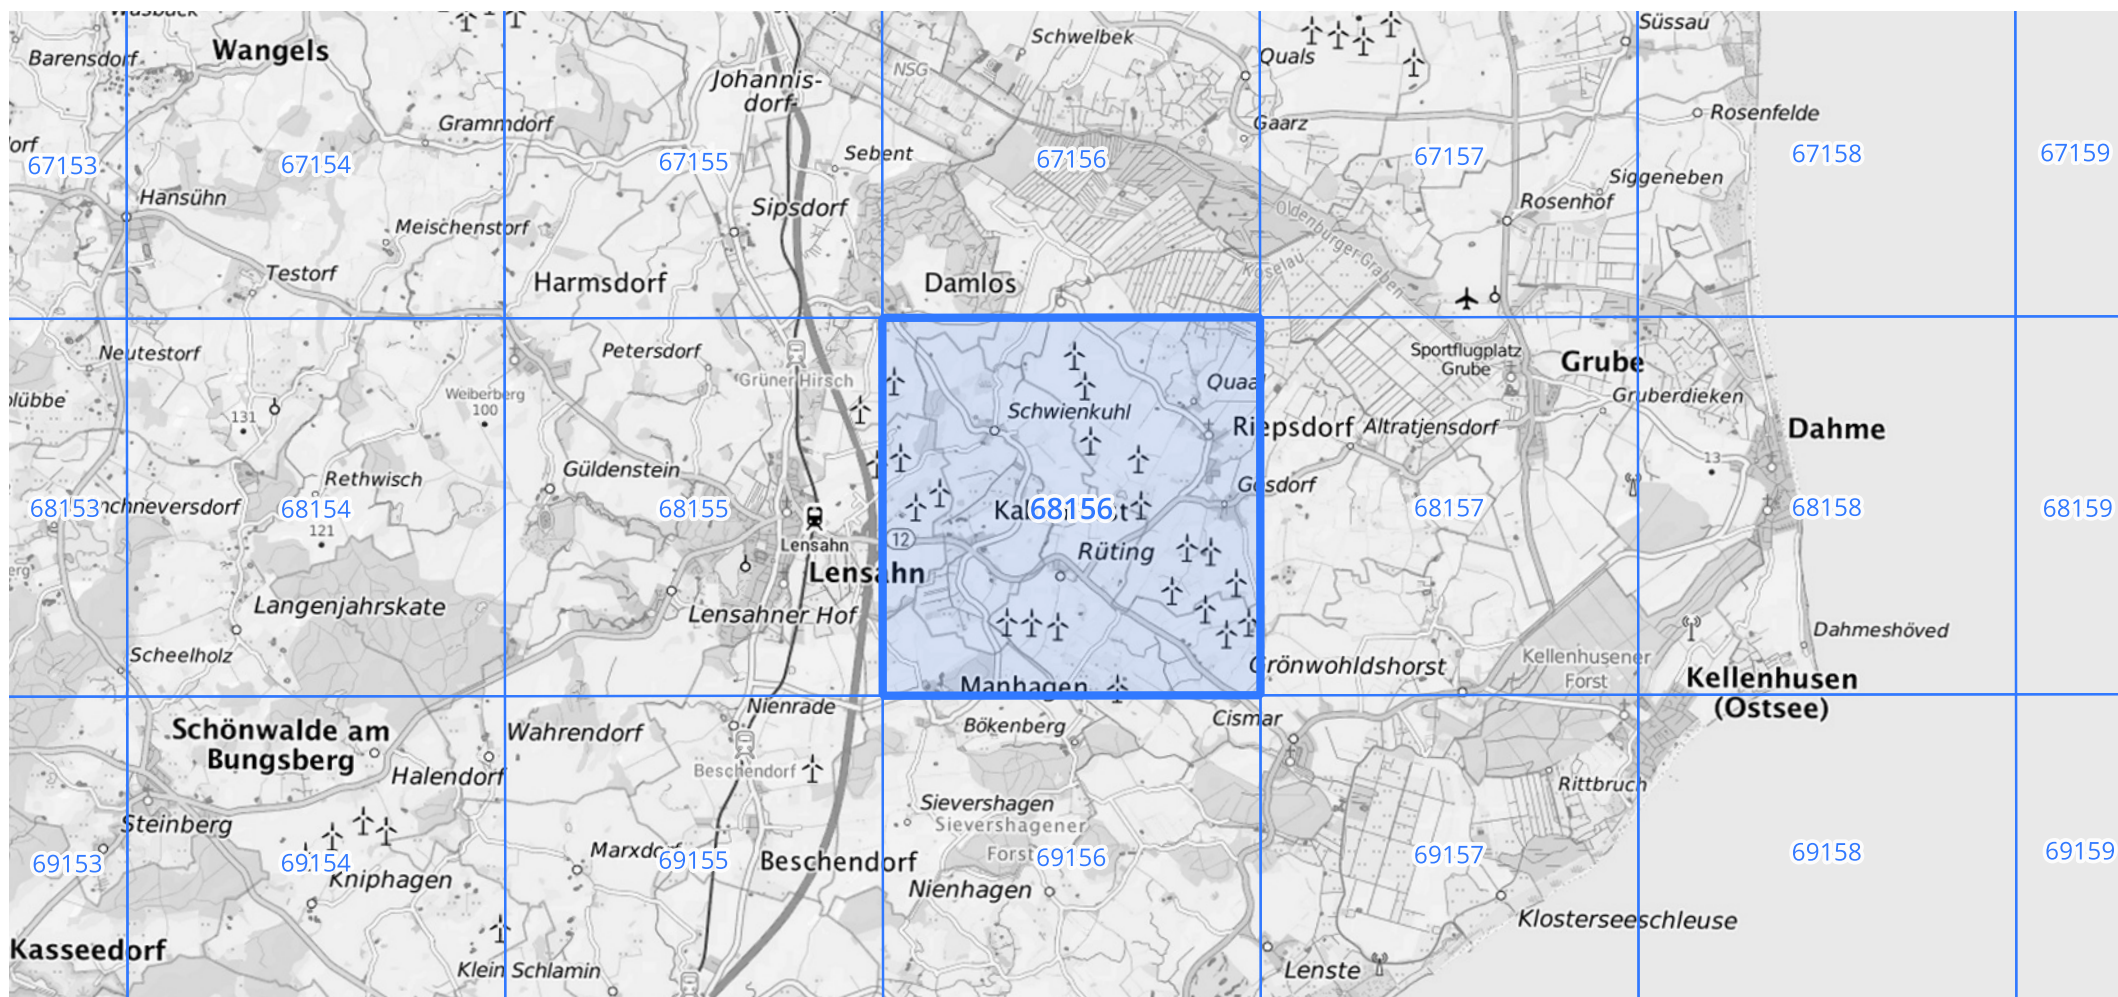 Wangels
Barensdorf
Grammdorf
Johannis-
dorf
Schwelbek
NSG
Quals
Süssau
Rosenfelde
Gaarz
67153
67154
67155
Sebent
67156
67157
67158
67159
Siggeneben
Hansühn
Meischenstorf
Sipsdorf
Rosenhof
Testorf
Harmsdorf
Damlos
Oldenburger Graben
Koselau
Neutestorf
Petersdorf
Grüner Hirsch
Weiberberg
100
131
Schwienkuhl
Quaal
Sportflugplatz
Grube
Grube
Gruberdieken
Riepsdorf
Altratjensdorf
Dahme
13
Güldenstein
Rethwisch
121
68153
68154
68155
68156
68157
68158
68159
Gosdorf
12
Lensahn
Rüting
Lensahn
Langenjahrskate
Lensahner Hof
Scheelholz
Manhagen
Grönwohldshorst
Kellenhusener
Forst
Dahmeshöved
Kellenhusen
(Ostsee)
Schönwalde am
Bungsberg
Halendorf
Wahrendorf
Nienrade
Beschendorf
Bökenberg
Cismar
Rittbruch
Steinberg
Sievershagen
Sievershagener
Forst
69153
69154
69155
69156
69157
69158
69159
Kniphagen
Beschendorf
Nienhagen
Klosterseeschleuse
Kasseedorf
Klein Schlamin
Lenste